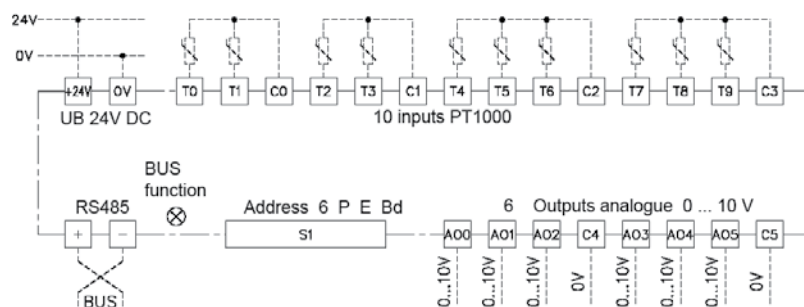 24V
0V
+24V 0V T0 T1 C0 T2 T3 C1 T4 T5 T6 C2 T7 T8 T9 C3
UB 24V DC 10 inputs PT1000
BUS
function
RS485 Address 6 P E Bd 6 Outputs analogue 0 ... 10 V
+ − S1 AO0 AO1 AO2 C4 AO3 AO4 AO5 C5
0...10V 0...10V 0...10V 0V 0...10V 0...10V 0...10V 0V
BUS